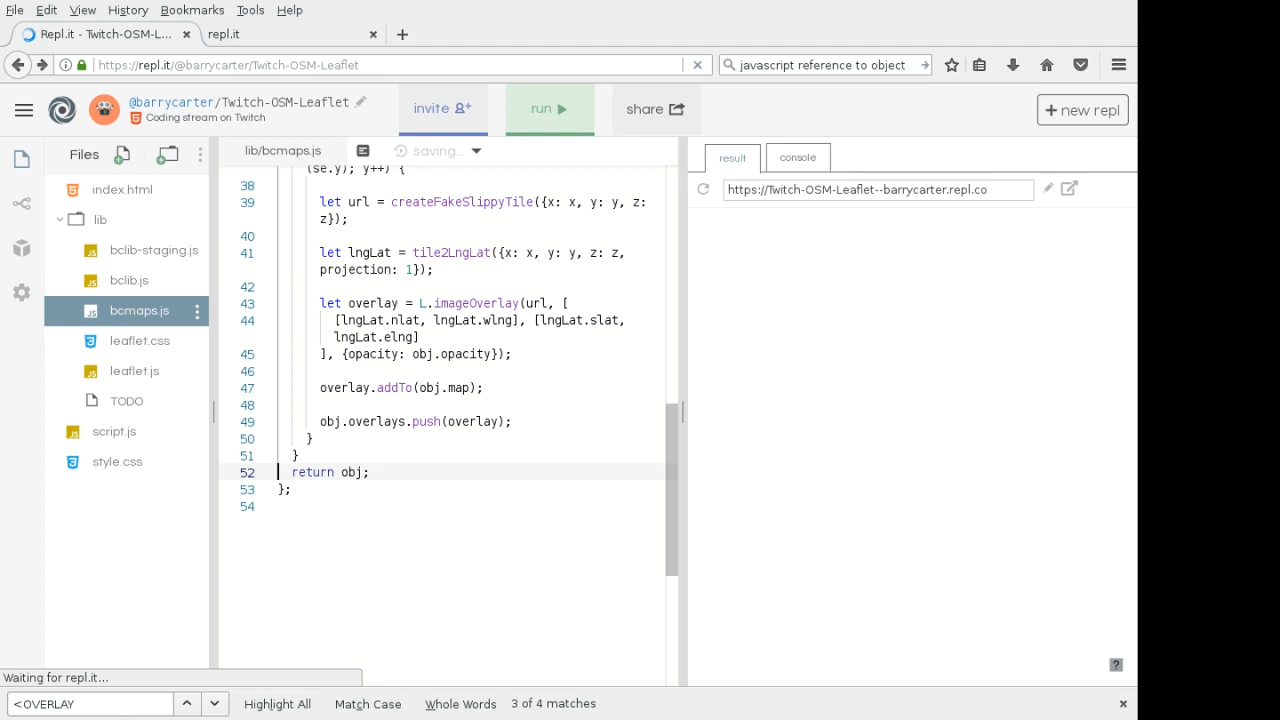 File Edit View History Bookmarks Tools Help
Repl.it - Twitch-OSM-L... × repl.it × +
https://repl.it/@barrycarter/Twitch-OSM-Leaflet
javascript reference to object
@barrycarter/Twitch-OSM-Leaflet
Coding stream on Twitch
invite
run
share
+ new repl
Files
index.html
lib
bclib-staging.js
bclib.js
bcmaps.js
leaflet.css
leaflet.js
TODO
script.js
style.css
lib/bcmaps.js
saving...
(se.y); y++) {
38
39 let url = createFakeSlippyTile({x: x, y: y, z:
z});
40
41 let lngLat = tile2LngLat({x: x, y: y, z: z,
projection: 1});
42
43 let overlay = L.imageOverlay(url, [
44 [lngLat.nlat, lngLat.wlng], [lngLat.slat,
lngLat.elng]
45 ], {opacity: obj.opacity});
46
47 overlay.addTo(obj.map);
48
49 obj.overlays.push(overlay);
50 }
51 }
52 return obj;
53 };
54
result
console
https://Twitch-OSM-Leaflet--barrycarter.repl.co
?
Waiting for repl.it...
<OVERLAY
Highlight All Match Case Whole Words 3 of 4 matches ×